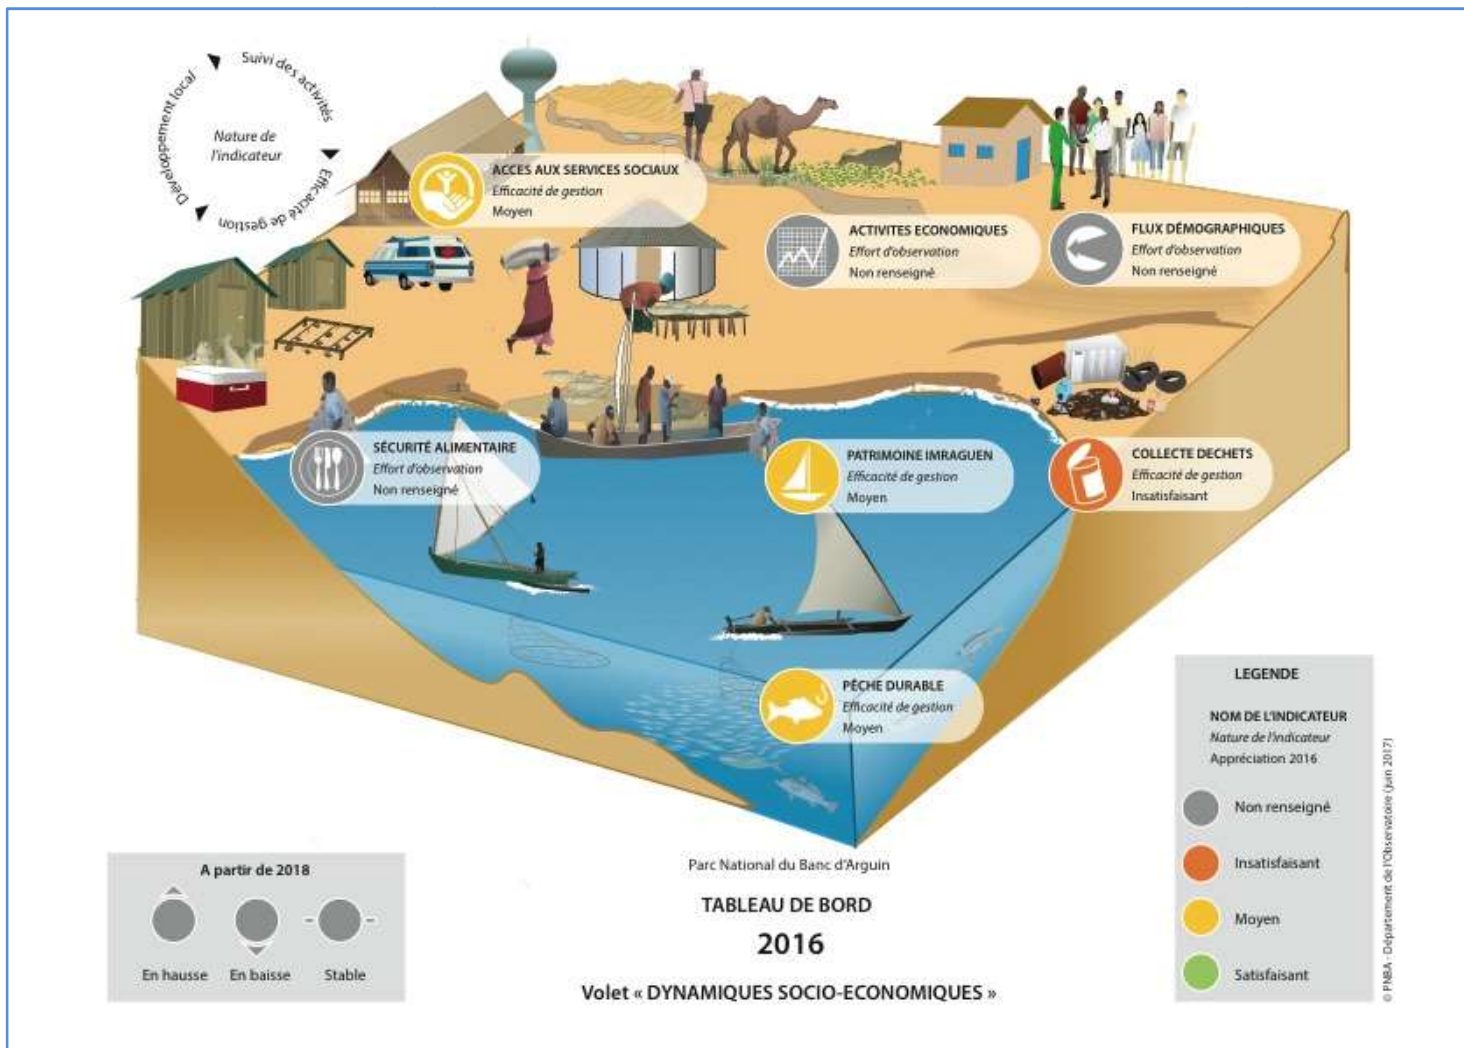 Suivi des activités
Efficacité de gestion
Développement local
Nature de
l'indicateur
ACCES AUX SERVICES SOCIAUX
Efficacité de gestion
Moyen
ACTIVITES ECONOMIQUES
Effort d'observation
Non renseigné
FLUX DÉMOGRAPHIQUES
Effort d'observation
Non renseigné
SÉCURITÉ ALIMENTAIRE
Effort d'observation
Non renseigné
PATRIMOINE IMRAGUEN
Efficacité de gestion
Moyen
COLLECTE DECHETS
Efficacité de gestion
Insatisfaisant
PÊCHE DURABLE
Efficacité de gestion
Moyen
LEGENDE
NOM DE L'INDICATEUR
Nature de l'indicateur
Appréciation 2016
Non renseigné
Insatisfaisant
Moyen
Satisfaisant
© PNBA - Département de l'Observatoire (juin 2017)
A partir de 2018
En hausse
En baisse
Stable
Parc National du Banc d'Arguin
TABLEAU DE BORD
2016
Volet « DYNAMIQUES SOCIO-ECONOMIQUES »